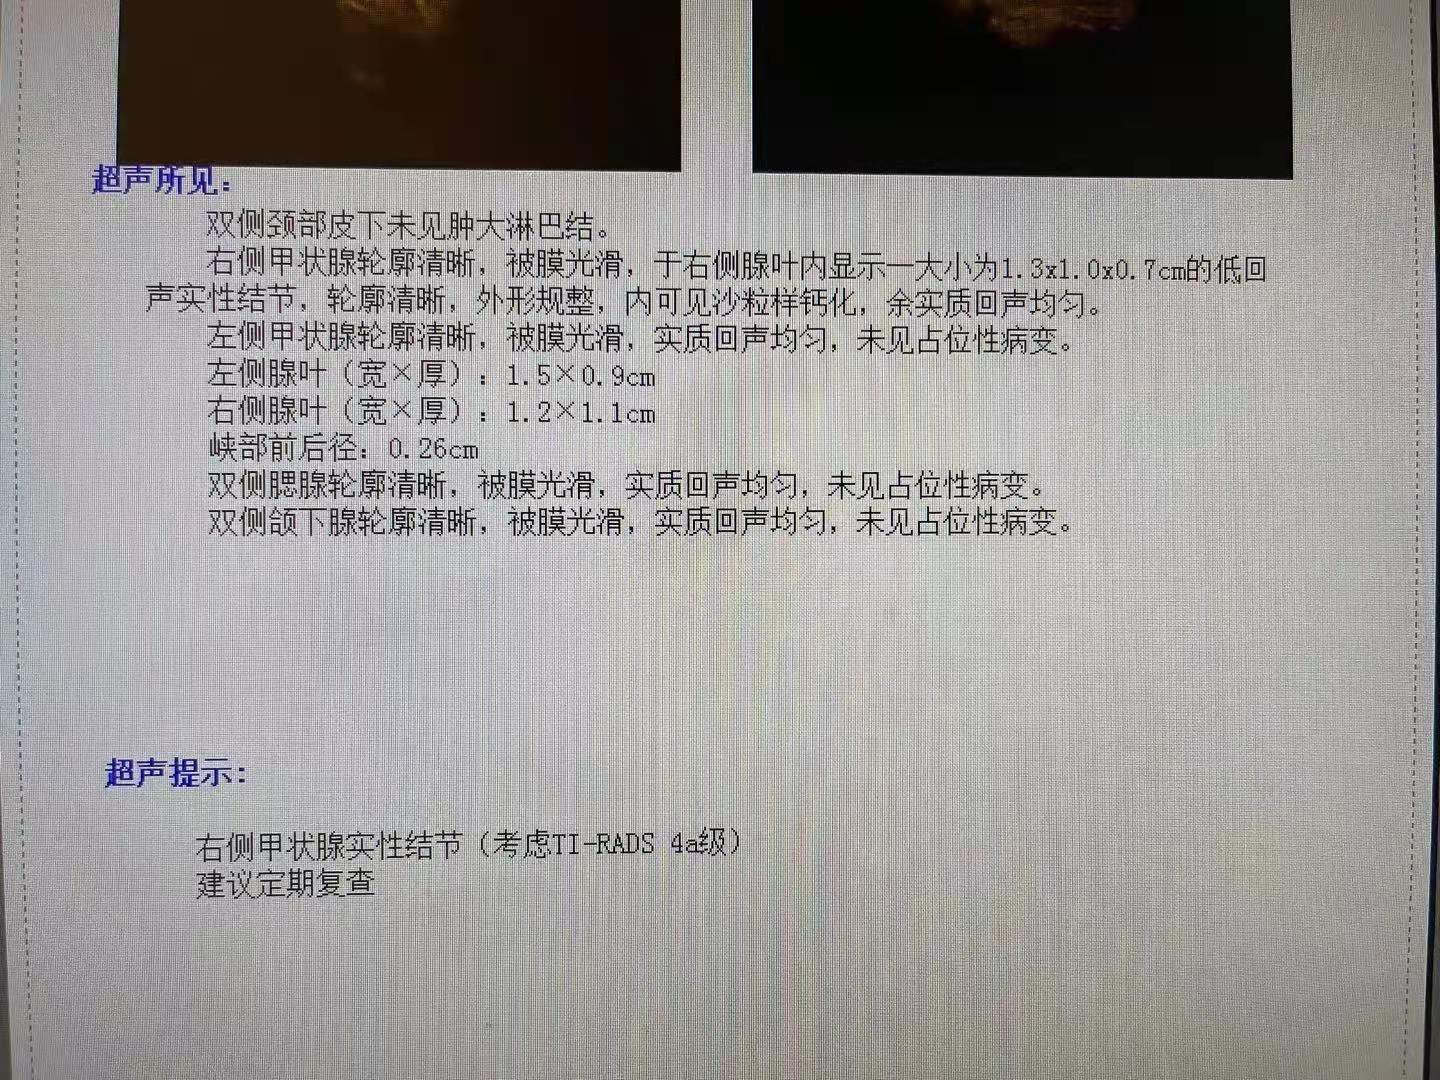 超声所见：
双侧颈部皮下未见肿大淋巴结。
右侧甲状腺轮廓清晰，被膜光滑，于右侧腺叶内显示一大小为1.3x1.0x0.7cm的低回
声实性结节，轮廓清晰，外形规整，内可见沙粒样钙化，余实质回声均匀。
左侧甲状腺轮廓清晰，被膜光滑，实质回声均匀，未见占位性病变。
左侧腺叶（宽×厚）：1.5×0.9cm
右侧腺叶（宽×厚）：1.2×1.1cm
峡部前后径：0.26cm
双侧腮腺轮廓清晰，被膜光滑，实质回声均匀，未见占位性病变。
双侧颌下腺轮廓清晰，被膜光滑，实质回声均匀，未见占位性病变。
超声提示：
右侧甲状腺实性结节（考虑TI-RADS 4a级）
建议定期复查